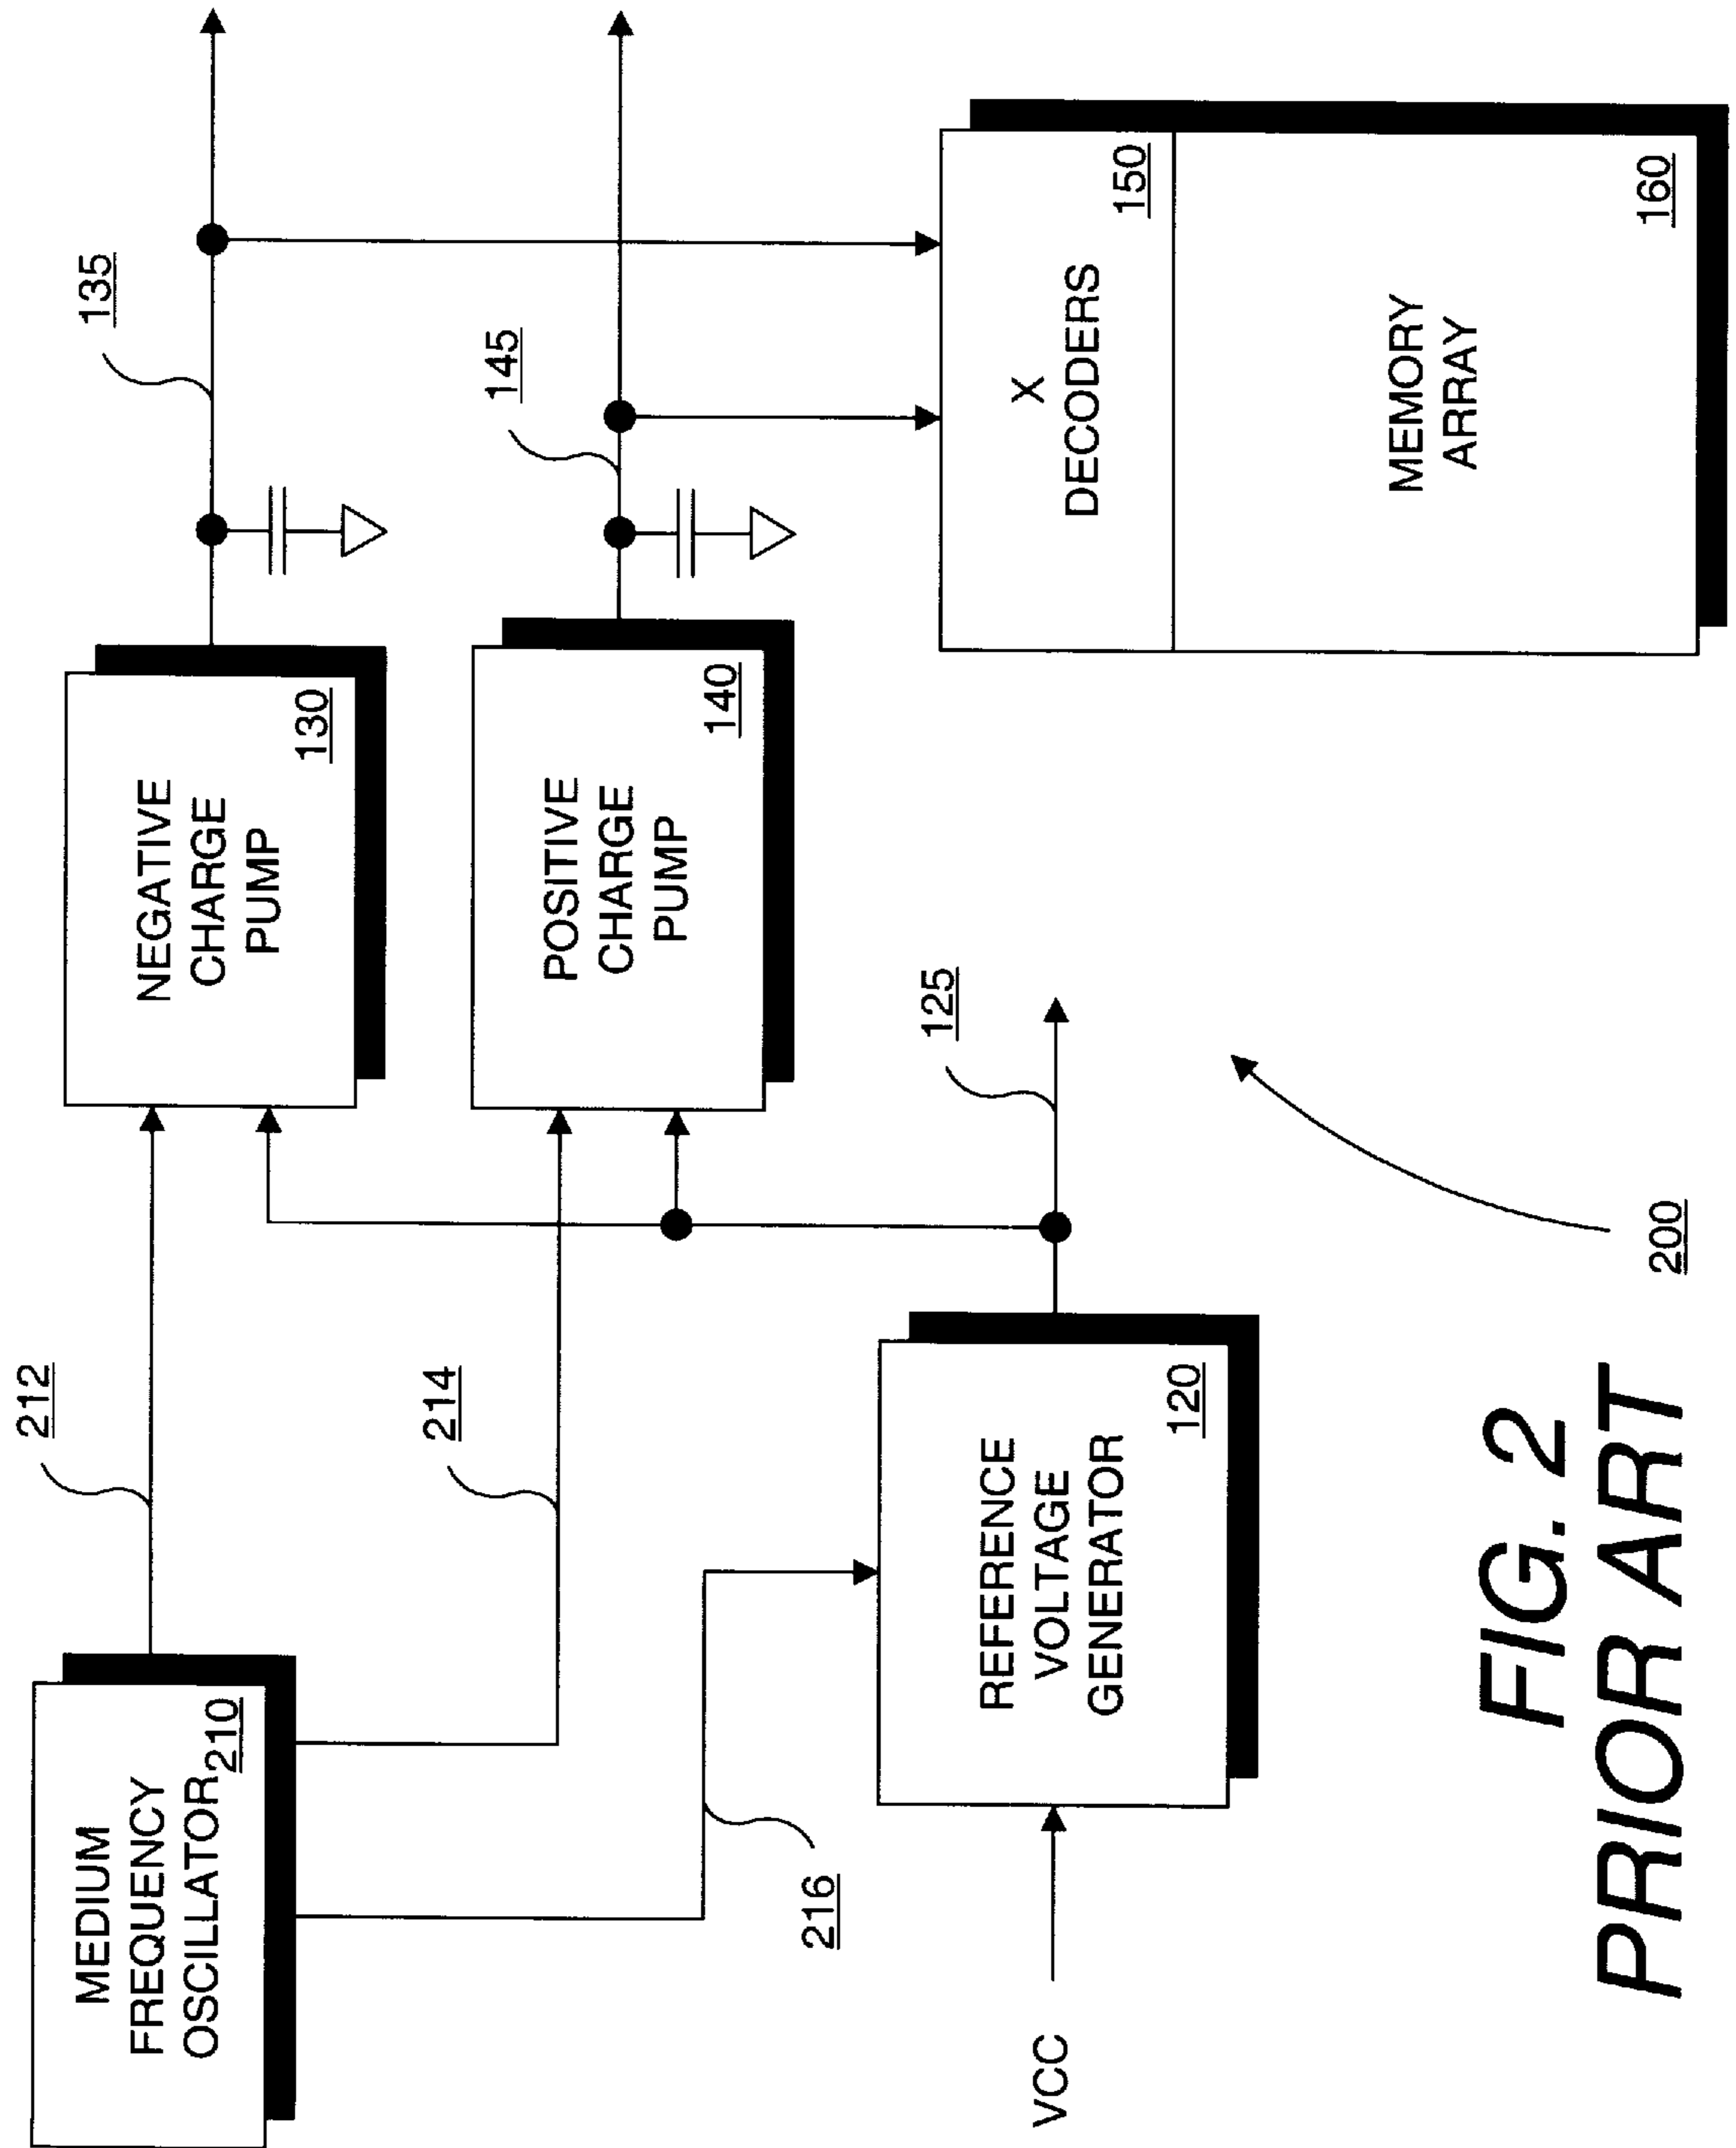 212
MEDIUM
FREQUENCY
OSCILLATOR
210
NEGATIVE
CHARGE
PUMP
130
135
214
POSITIVE
CHARGE
PUMP
140
145
216
VCC
REFERENCE
VOLTAGE
GENERATOR
120
125
X
DECODERS
150
MEMORY
ARRAY
160
200
FIG. 2
PRIOR ART